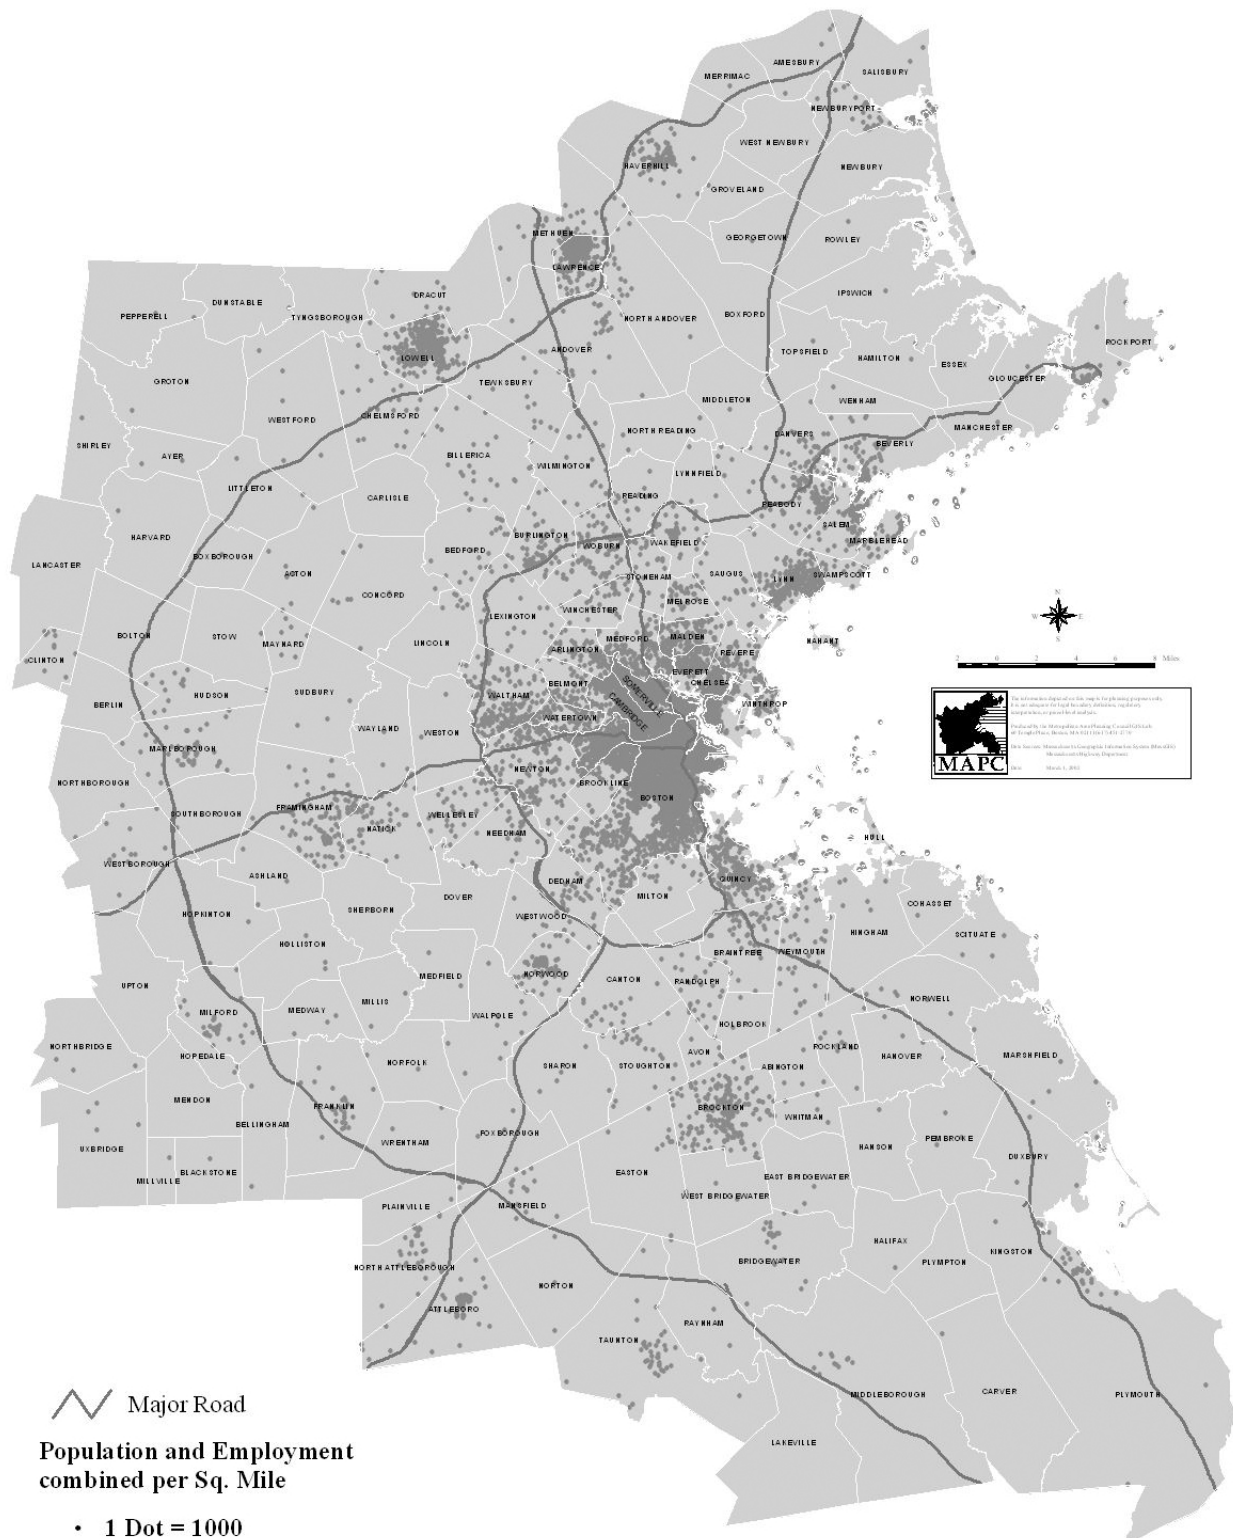 AMESBURY
MERRIMAC
SALISBURY
NEWBURYPORT
WEST NEWBURY
HAVERHILL
NEWBURY
GROVELAND
METHUEN
GEORGETOWN
ROWLEY
LAWRENCE
DRACUT
IPSWICH
DUNSTABLE
PEPPERELL
TYNGSBOROUGH
NORTH ANDOVER
BOXFORD
ROCKPORT
ANDOVER
TOPSFIELD
HAMILTON
LOWELL
ESSEX
GROTON
TEWKSBURY
GLOUCESTER
MIDDLETON
WENHAM
WESTFORD
CHELMSFORD
MANCHESTER
NORTH READING
DANVERS
SHIRLEY
BEVERLY
AYER
BILLERICA
WILMINGTON
LYNNFIELD
LITTLETON
CARLISLE
READING
PEABODY
SALEM
HARVARD
BURLINGTON
WOBURN
WAKEFIELD
MARBLEHEAD
BOXBOROUGH
BEDFORD
LANCASTER
ACTON
STONEHAM
SAUGUS
LYNN
SWAMPSCOTT
CONCORD
MELROSE
WINCHESTER
LEXINGTON
BOLTON
STOW
MAYNARD
LINCOLN
MEDFORD
MALDEN
NAHANT
ARLINGTON
REVERE
CLINTON
EVERETT
BELMONT
SOMERVILLE
CHELSEA
HUDSON
SUDBURY
WALTHAM
WINTHROP
BERLIN
CAMBRIDGE
WATERTOWN
WAYLAND
WESTON
MARLBOROUGH
NEWTON
NORTHBOROUGH
BROOKLINE
BOSTON
FRAMINGHAM
SOUTHBOROUGH
WELLESLEY
NATICK
NEEDHAM
HULL
WESTBOROUGH
ASHLAND
DEDHAM
QUINCY
DOVER
MILTON
COHASSET
SHERBORN
HOPKINTON
WESTWOOD
HINGHAM
SCITUATE
HOLLISTON
BRAINTREE
WEYMOUTH
MEDFIELD
NORWOOD
CANTON
RANDOLPH
UPTON
MILLIS
NORWELL
MILFORD
MEDWAY
WALPOLE
HOLBROOK
NORTHBRIDGE
ROCKLAND
HOPEDALE
AVON
HANOVER
MARSHFIELD
NORFOLK
SHARON
STOUGHTON
ABINGTON
MENDON
FRANKLIN
BROCKTON
WHITMAN
BELLINGHAM
FOXBOROUGH
WRENTHAM
PEMBROKE
HANSON
UXBRIDGE
DUXBURY
BLACKSTONE
EASTON
EAST BRIDGEWATER
MILLVILLE
WEST BRIDGEWATER
PLAINVILLE
MANSFIELD
HALIFAX
KINGSTON
BRIDGEWATER
PLYMPTON
NORTH ATTLEBOROUGH
NORTON
ATTLEBORO
RAYNHAM
TAUNTON
CARVER
PLYMOUTH
MIDDLEBOROUGH
LAKEVILLE
N
W E
S
2 0 2 4 6 8 Miles
MAPC
Major Road
Population and Employment
combined per Sq. Mile
• 1 Dot = 1000